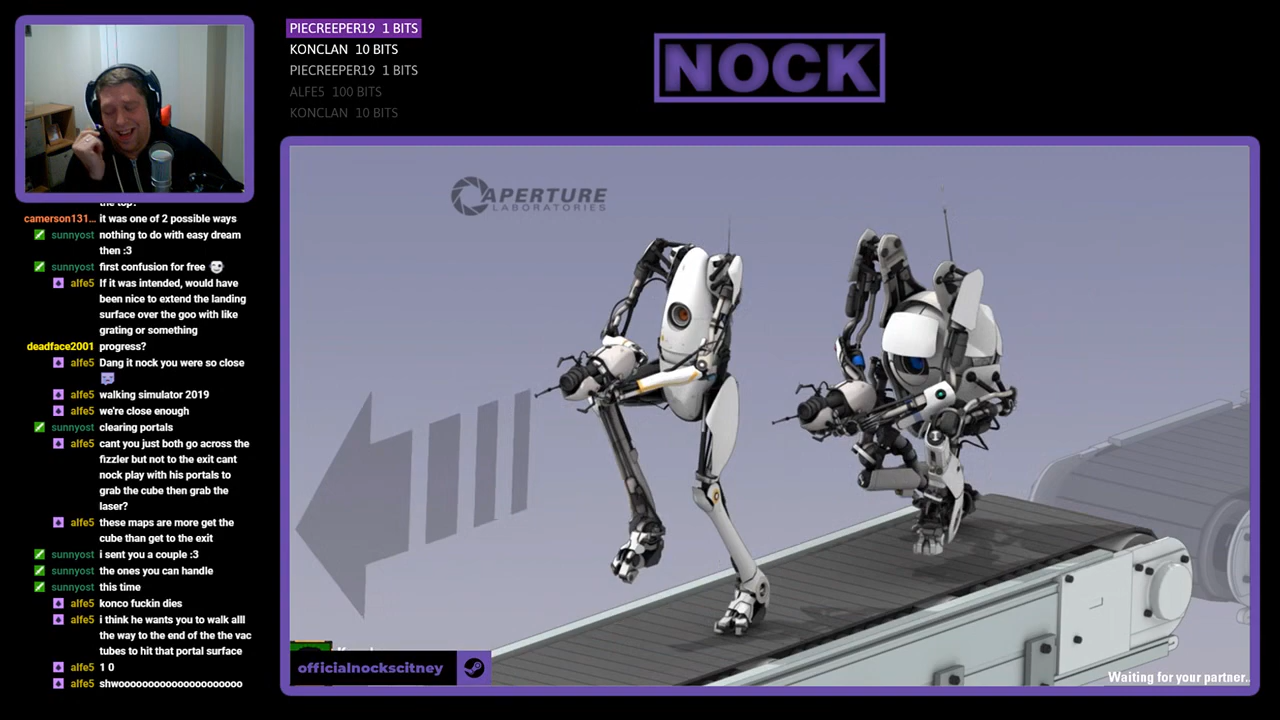 PIECREEPER19 1 BITS
KONCLAN 10 BITS
PIECREEPER19 1 BITS
ALFE5 100 BITS
KONCLAN 10 BITS
NOCK
the top?
camerson131... it was one of 2 possible ways
sunnyost nothing to do with easy dream
then :3
sunnyost first confusion for free
alfe5 If it was intended, would have
been nice to extend the landing
surface over the goo with like
grating or something
deadface2001 progress?
alfe5 Dang it nock you were so close
alfe5 walking simulator 2019
alfe5 we're close enough
sunnyost clearing portals
alfe5 cant you just both go across the
fizzler but not to the exit cant
nock play with his portals to
grab the cube then grab the
laser?
alfe5 these maps are more get the
cube than get to the exit
sunnyost i sent you a couple :3
sunnyost the ones you can handle
sunnyost this time
alfe5 konco fuckin dies
alfe5 i think he wants you to walk alll
the way to the end of the the vac
tubes to hit that portal surface
alfe5 1 0
alfe5 shwoooooooooooooooooooo
APERTURE
LABORATORIES
officialnockscitney
Waiting for your partner..